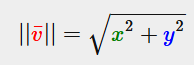 ||v̄|| = √(x² + y²)